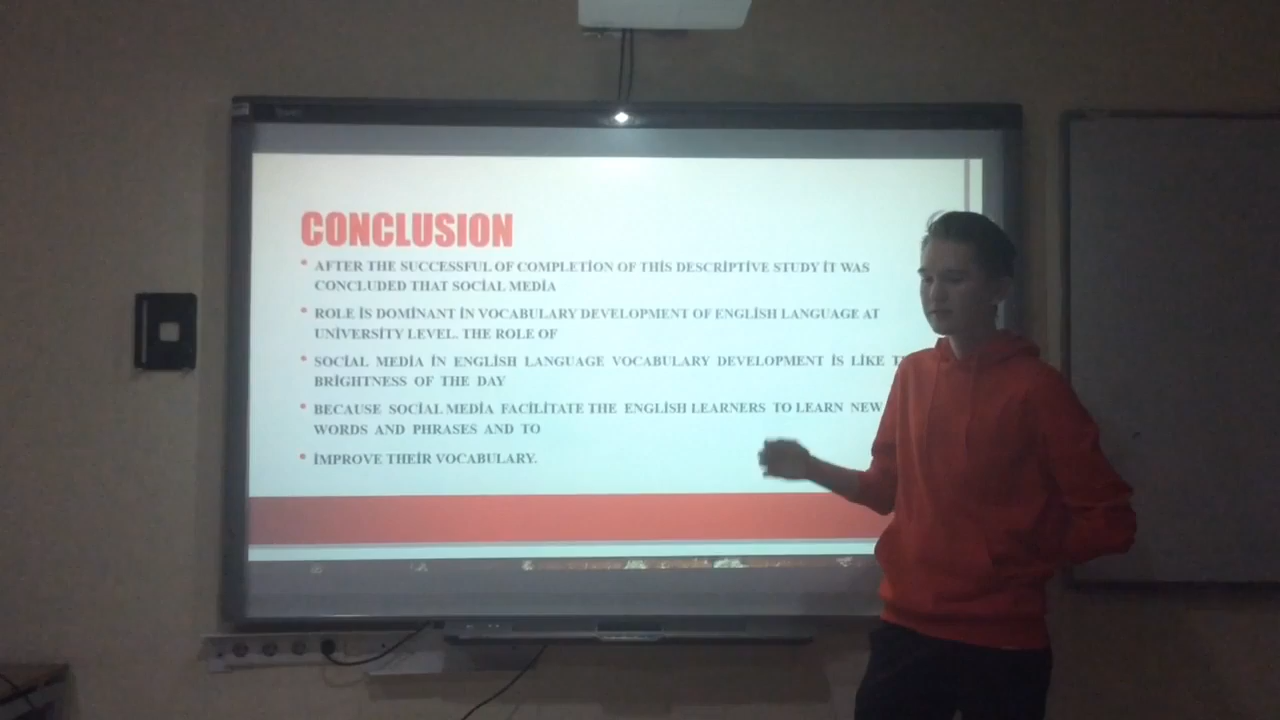 CONCLUSION
AFTER THE SUCCESSFUL OF COMPLETİON OF THİS DESCRİPTİVE STUDY İT WAS
CONCLUDED THAT SOCİAL MEDİA
ROLE İS DOMİNANT İN VOCABULARY DEVELOPMENT OF ENGLİSH LANGUAGE AT
UNİVERSİTY LEVEL. THE ROLE OF
SOCİAL MEDİA İN ENGLİSH LANGUAGE VOCABULARY DEVELOPMENT İS LİKE
BRİGHTNESS OF THE DAY
BECAUSE SOCİAL MEDİA FACİLİTATE THE ENGLİSH LEARNERS TO LEARN NEW
WORDS AND PHRASES AND TO
İMPROVE THEİR VOCABULARY.